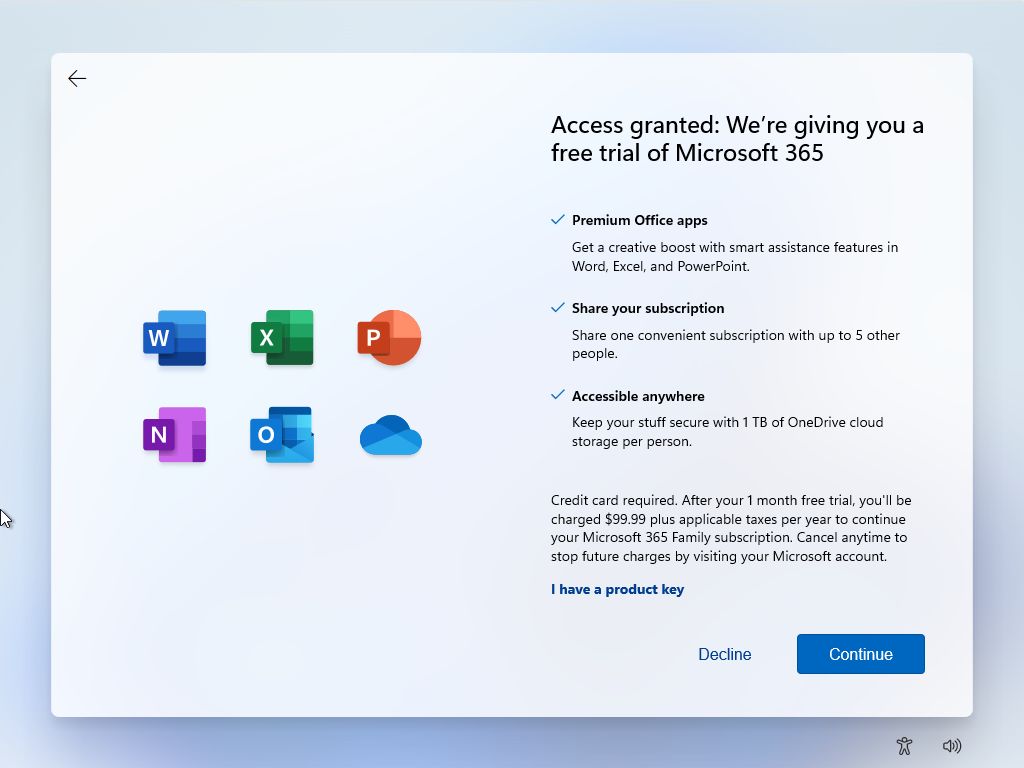 Access granted: We’re giving you a
free trial of Microsoft 365
Premium Office apps
Get a creative boost with smart assistance features in
Word, Excel, and PowerPoint.
Share your subscription
Share one convenient subscription with up to 5 other
people.
Accessible anywhere
Keep your stuff secure with 1 TB of OneDrive cloud
storage per person.
W X P
N O
Credit card required. After your 1 month free trial, you'll be
charged $99.99 plus applicable taxes per year to continue
your Microsoft 365 Family subscription. Cancel anytime to
stop future charges by visiting your Microsoft account.
I have a product key
Decline Continue